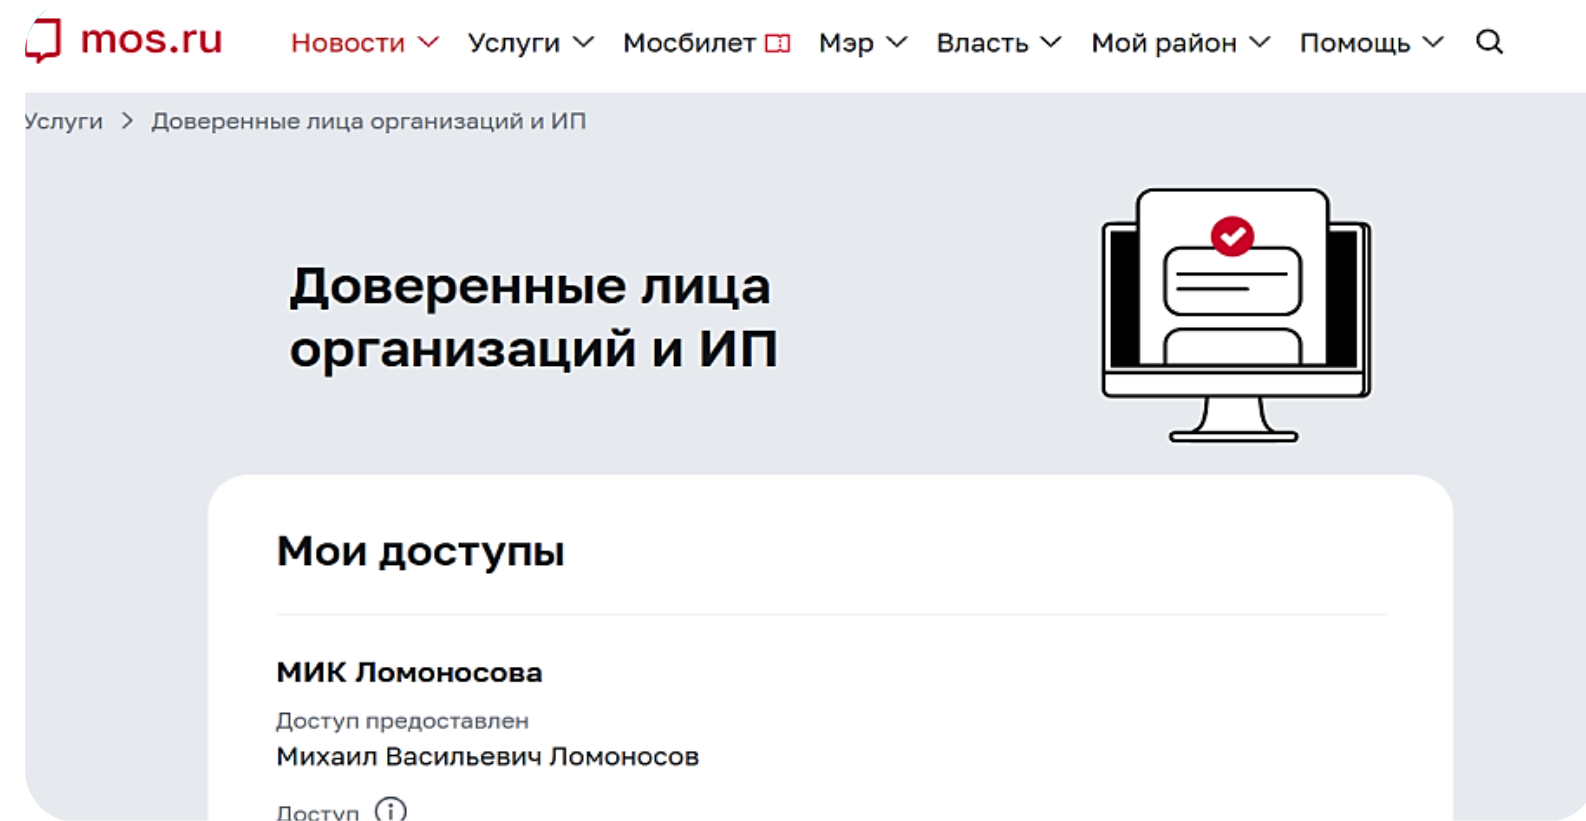 mos.ru Новости Услуги Мосбилет Мэр Власть Мой район Помощь
Услуги > Доверенные лица организаций и ИП
Доверенные лица
организаций и ИП
Мои доступы
МИК Ломоносова
Доступ предоставлен
Михаил Васильевич Ломоносов
Доступ